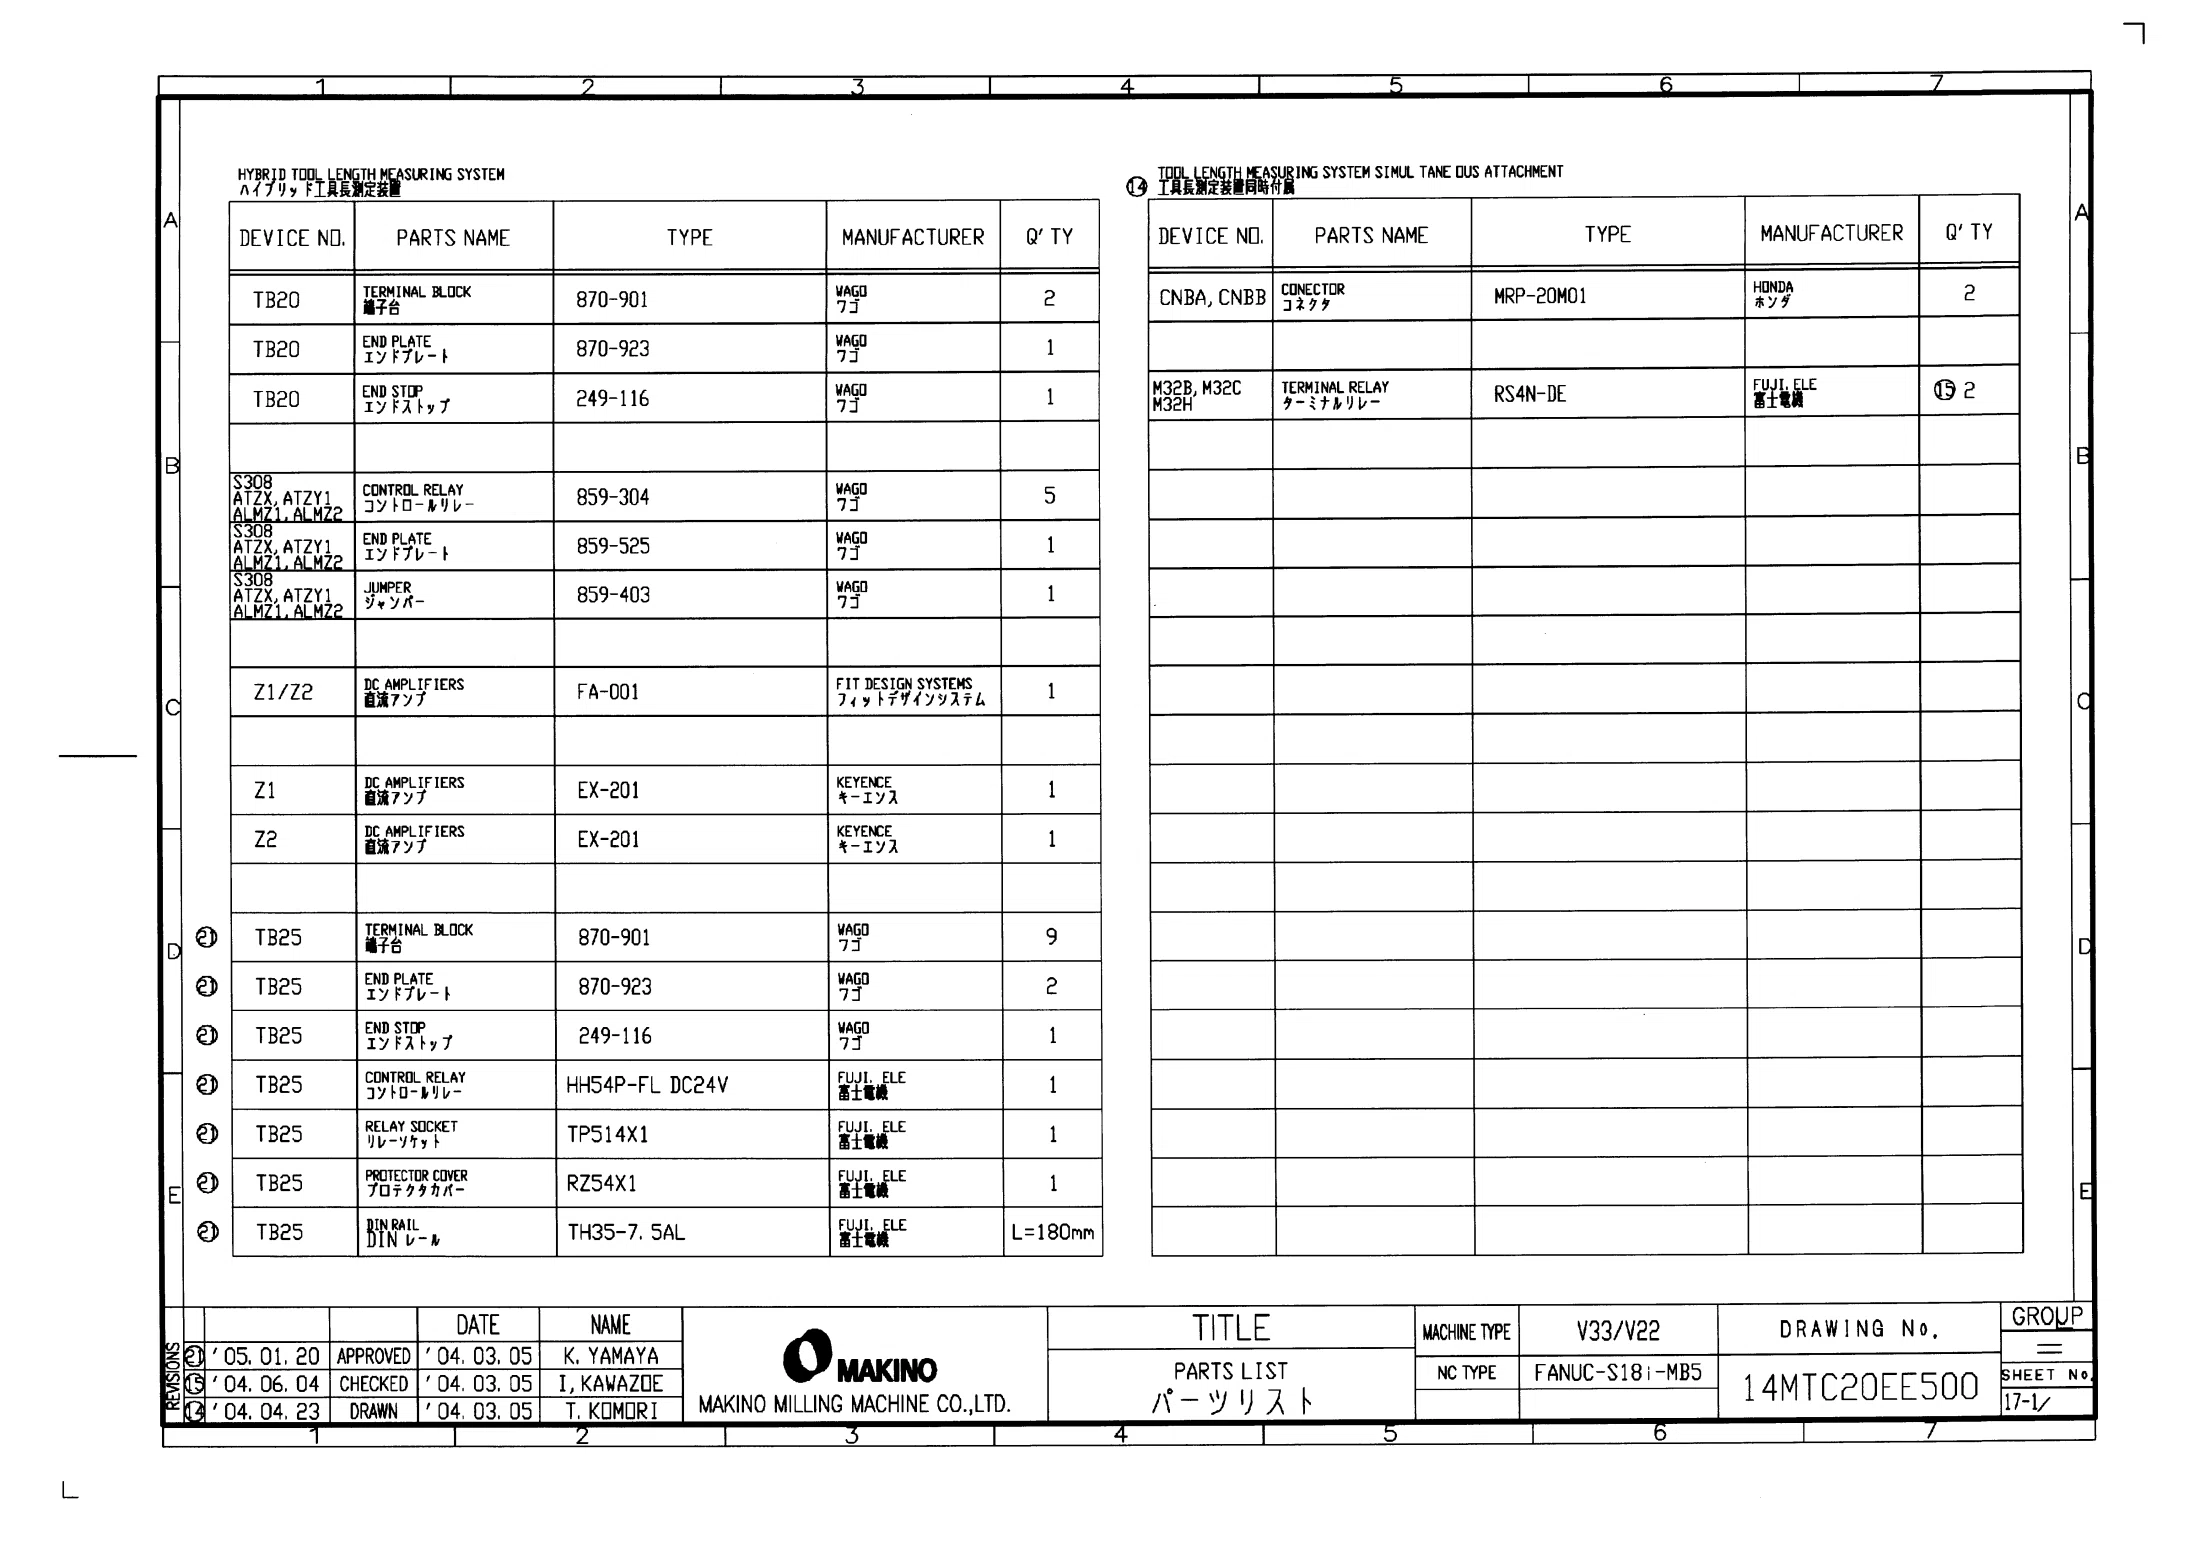 1 2 3 4 5 6 7
HYBRID TOOL LENGTH MEASURING SYSTEM
ハイブリッド工具長測定装置
DEVICE NO. PARTS NAME TYPE MANUFACTURER Q' TY
TB20 TERMINAL BLOCK 870-901 WAGO 2
端子台 ワゴ
TB20 END PLATE 870-923 WAGO 1
エンドプレート ワゴ
TB20 END STOP 249-116 WAGO 1
エンドストップ ワゴ
S308
ATZX, ATZY1 CONTROL RELAY 859-304 WAGO 5
ALMZ1, ALMZ2 コントロールリレー ワゴ
S308
ATZX, ATZY1 END PLATE 859-525 WAGO 1
ALMZ1, ALMZ2 エンドプレート ワゴ
S308
ATZX, ATZY1 JUMPER 859-403 WAGO 1
ALMZ1, ALMZ2 ジャンパー ワゴ
Z1/Z2 DC AMPLIFIERS FA-001 FIT DESIGN SYSTEMS 1
直流アンプ フィットデザインシステム
Z1 DC AMPLIFIERS EX-201 KEYENCE 1
直流アンプ キーエンス
Z2 DC AMPLIFIERS EX-201 KEYENCE 1
直流アンプ キーエンス
㉑ TB25 TERMINAL BLOCK 870-901 WAGO 9
端子台 ワゴ
㉑ TB25 END PLATE 870-923 WAGO 2
エンドプレート ワゴ
㉑ TB25 END STOP 249-116 WAGO 1
エンドストップ ワゴ
㉑ TB25 CONTROL RELAY HH54P-FL DC24V FUJI. ELE 1
コントロールリレー 富士電機
㉑ TB25 RELAY SOCKET TP514X1 FUJI. ELE 1
リレーソケット 富士電機
㉑ TB25 PROTECTOR COVER RZ54X1 FUJI. ELE 1
プロテクタカバー 富士電機
㉑ TB25 DIN RAIL TH35-7. 5AL FUJI. ELE L=180mm
DIN レール 富士電機
⑭ TOOL LENGTH MEASURING SYSTEM SIMUL TANE OUS ATTACHMENT
工具長測定装置同時付属
DEVICE NO. PARTS NAME TYPE MANUFACTURER Q' TY
CNBA, CNBB CONECTOR MRP-20M01 HONDA 2
コネクタ ホンダ
M32B, M32C TERMINAL RELAY RS4N-DE FUJI. ELE ⑮ 2
M32H ターミナルリレー 富士電機
A A
B B
C C
D D
E E
REVISIONS
DATE NAME
㉑ ' 05. 01. 20 APPROVED ' 04. 03. 05 K. YAMAYA
⑮ ' 04. 06. 04 CHECKED ' 04. 03. 05 I, KAWAZOE
⑭ ' 04. 04. 23 DRAWN ' 04. 03. 05 T. KOMORI
MAKINO
MAKINO MILLING MACHINE CO.,LTD.
TITLE
PARTS LIST
パーツリスト
MACHINE TYPE V33/V22
NC TYPE FANUC-S18i-MB5
DRAWING No.
14MTC20EE500
GROUP
=
SHEET No.
17-1/
1 2 3 4 5 6 7